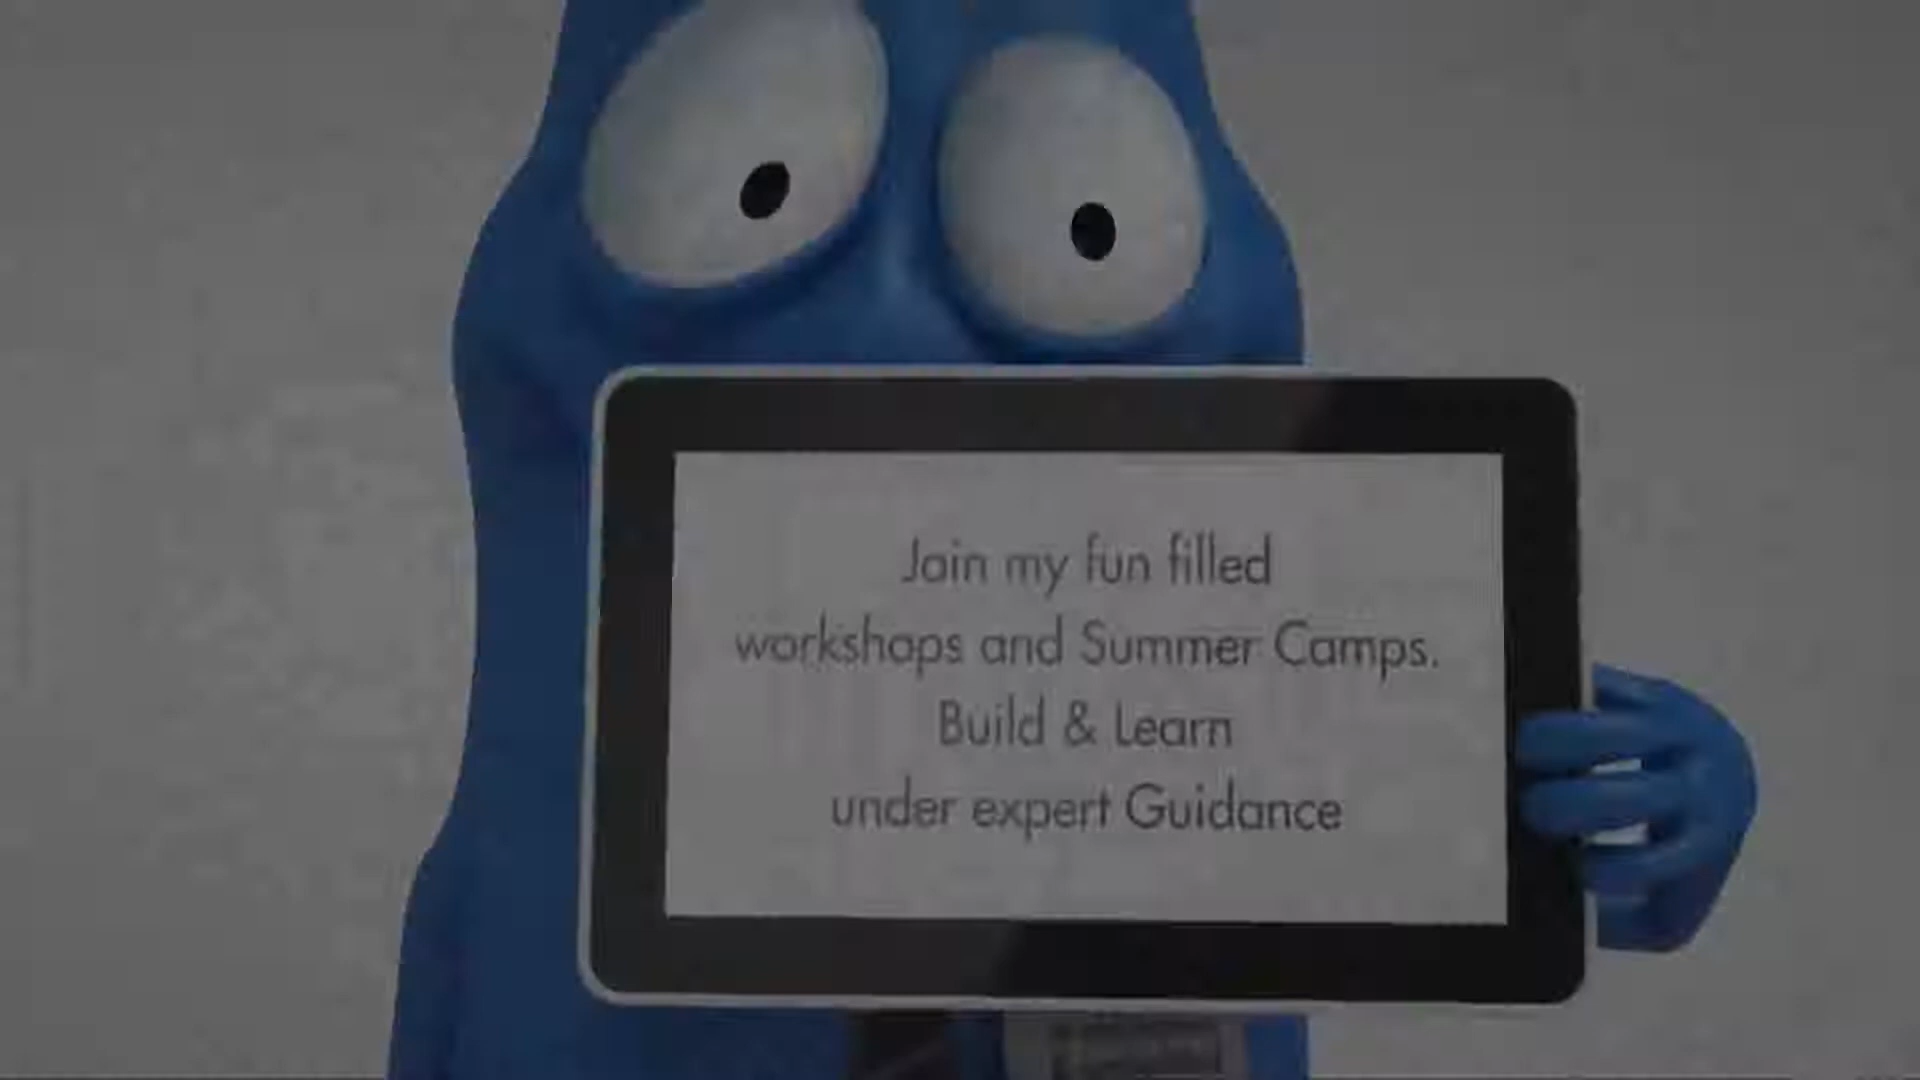 Join my fun filled
workshops and Summer Camps.
Build & Learn
under expert Guidance